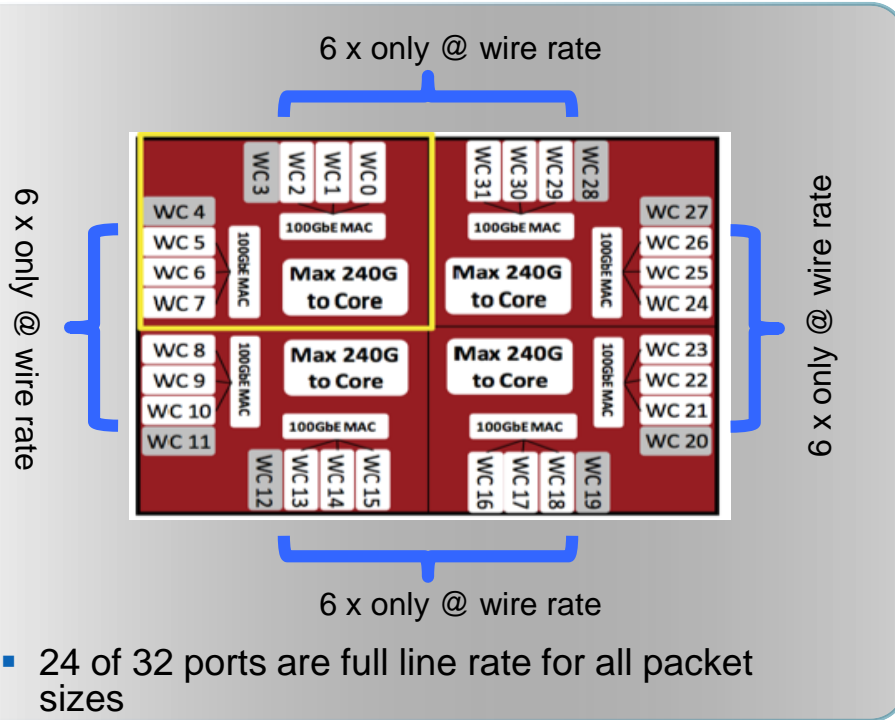 6 x only @ wire rate
WC 3
WC 2
WC 1
WC 0
WC 31
WC 30
WC 29
WC 28
100GbE MAC
100GbE MAC
WC 4
WC 5
WC 6
WC 7
100GbE MAC
Max 240G
to Core
Max 240G
to Core
100GbE MAC
WC 27
WC 26
WC 25
WC 24
6 x only @ wire rate
6 x only @ wire rate
WC 8
WC 9
WC 10
WC 11
100GbE MAC
Max 240G
to Core
Max 240G
to Core
100GbE MAC
WC 23
WC 22
WC 21
WC 20
100GbE MAC
100GbE MAC
WC 12
WC 13
WC 14
WC 15
WC 16
WC 17
WC 18
WC 19
6 x only @ wire rate
▪ 24 of 32 ports are full line rate for all packet
sizes